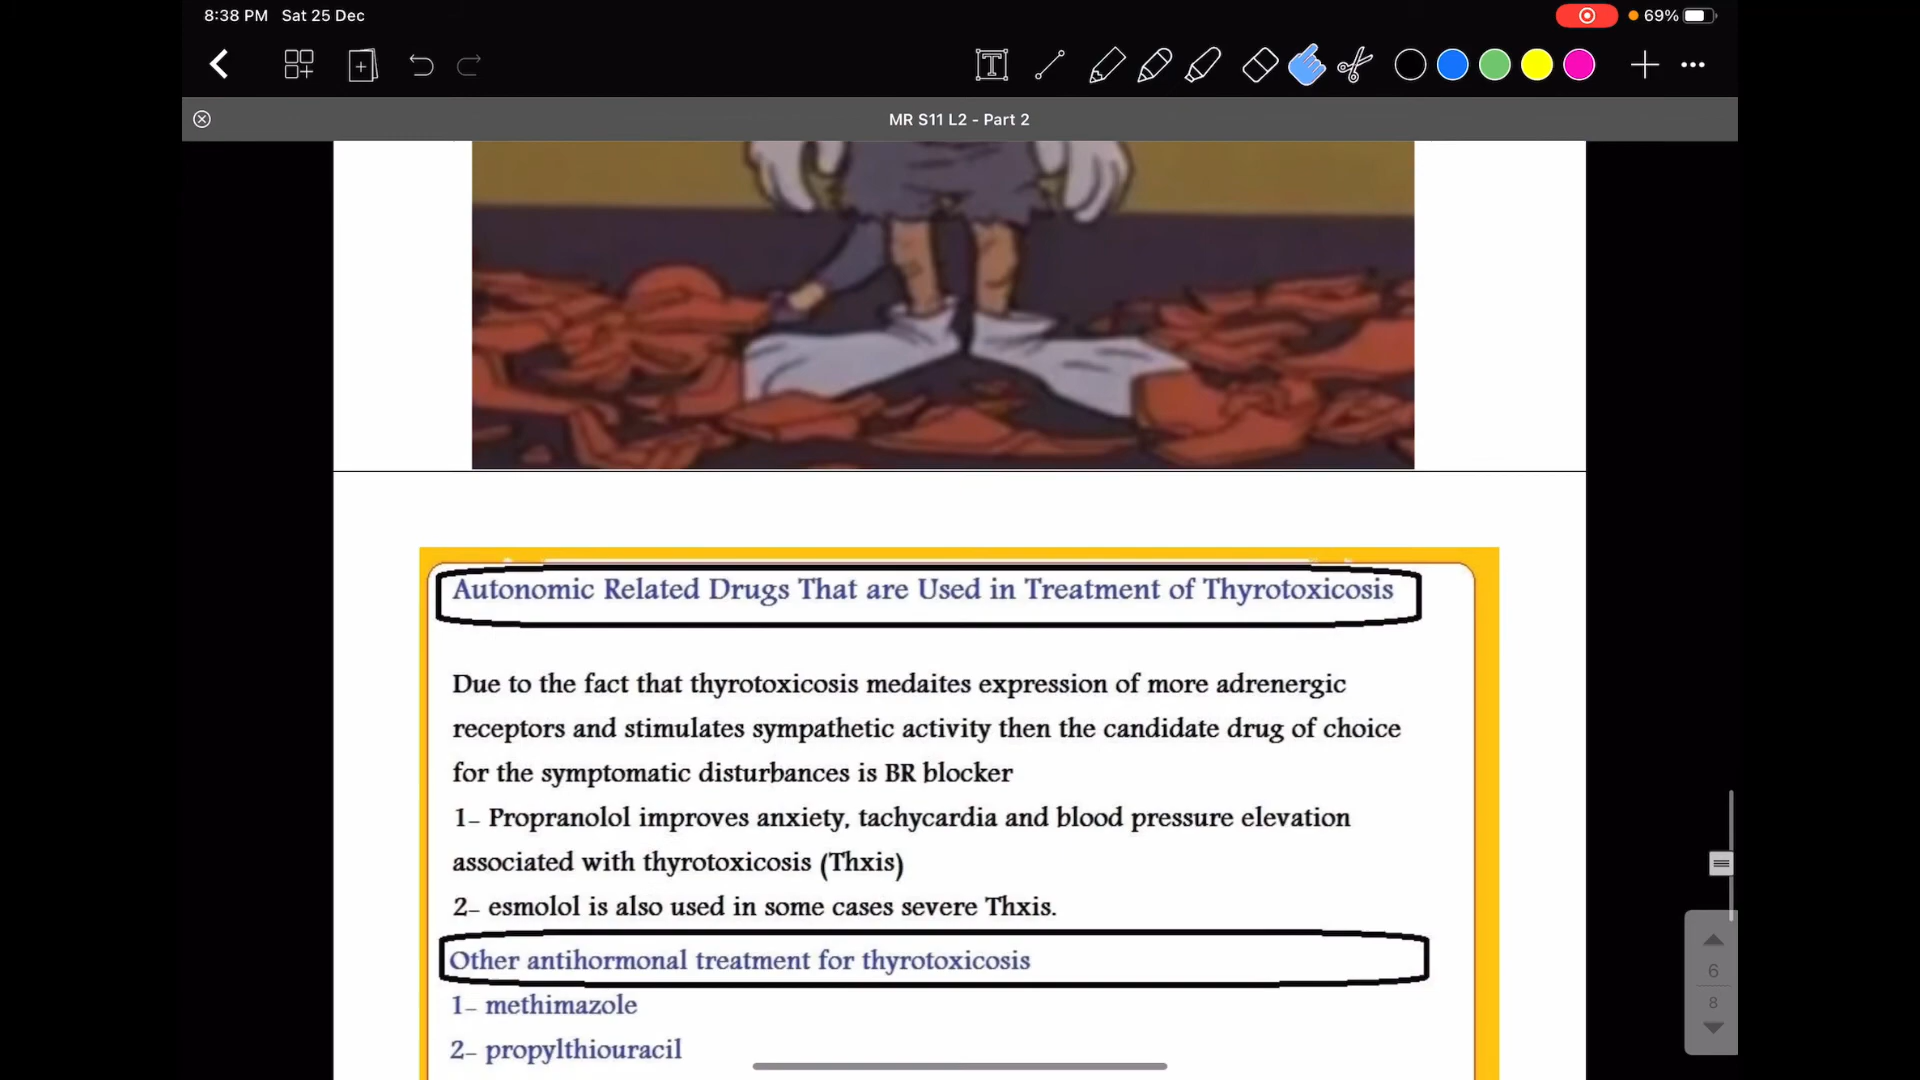 8:38 PM Sat 25 Dec
69%
T
MR S11 L2 - Part 2
Autonomic Related Drugs That are Used in Treatment of Thyrotoxicosis
Due to the fact that thyrotoxicosis medaites expression of more adrenergic
receptors and stimulates sympathetic activity then the candidate drug of choice
for the symptomatic disturbances is BR blocker
1- Propranolol improves anxiety, tachycardia and blood pressure elevation
associated with thyrotoxicosis (Thxis)
2- esmolol is also used in some cases severe Thxis.
Other antihormonal treatment for thyrotoxicosis
1- methimazole
2- propylthiouracil
6
8